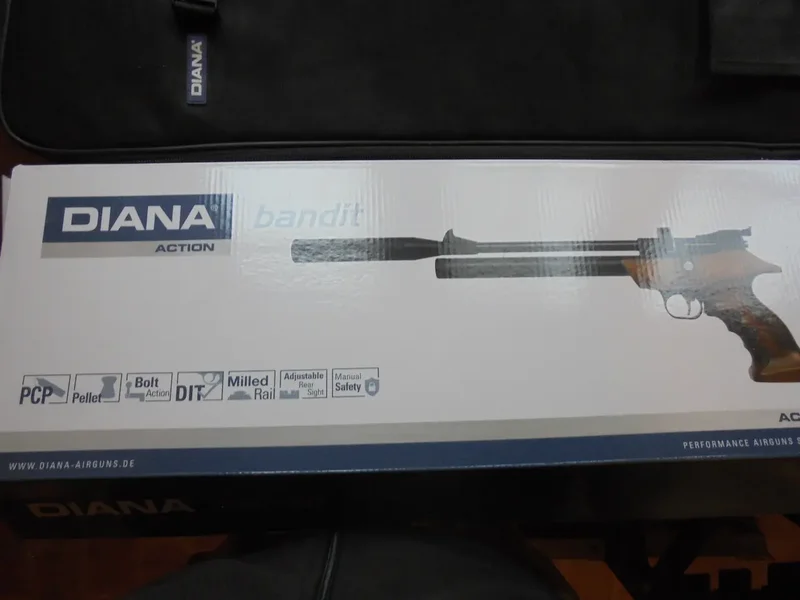 DIANA
DIANA
ACTION
bandit
PCP
Pellet
Bolt
Action
DIT
Milled
Rail
Adjustable
Rear
Sight
Manual
Safety
AC
PERFORMANCE AIRGUNS S
WWW.DIANA-AIRGUNS.DE
DIANA